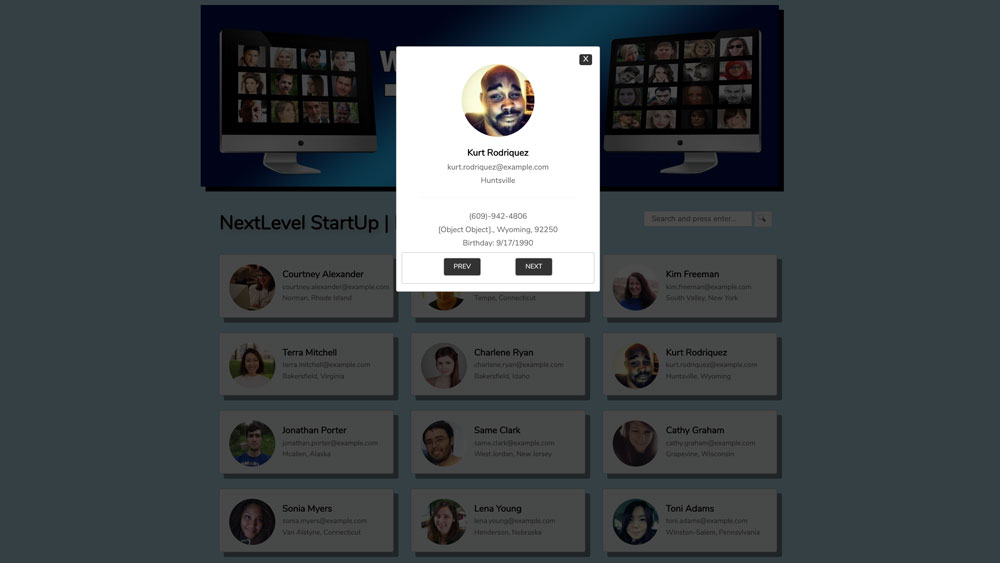 X
W
Kurt Rodriquez
kurt.rodriquez@example.com
Huntsville
(609)-942-4806
[Object Object]., Wyoming, 92250
Birthday: 9/17/1990
PREV NEXT
NextLevel StartUp |
Search and press enter...
Courtney Alexander
courtney.alexander@example.com
Norman, Rhode Island
Tempe, Connecticut
Kim Freeman
kim.freeman@example.com
South Valley, New York
Terra Mitchell
terra.mitchell@example.com
Bakersfield, Virginia
Charlene Ryan
charlene.ryan@example.com
Bakersfield, Idaho
Kurt Rodriquez
kurt.rodriquez@example.com
Huntsville, Wyoming
Jonathan Porter
jonathan.porter@example.com
Mcallen, Alaska
Same Clark
same.clark@example.com
West Jordan, New Jersey
Cathy Graham
cathy.graham@example.com
Grapevine, Wisconsin
Sonia Myers
sonia.myers@example.com
Van Alstyne, Connecticut
Lena Young
lena.young@example.com
Henderson, Nebraska
Toni Adams
toni.adams@example.com
Winston-Salem, Pennsylvania